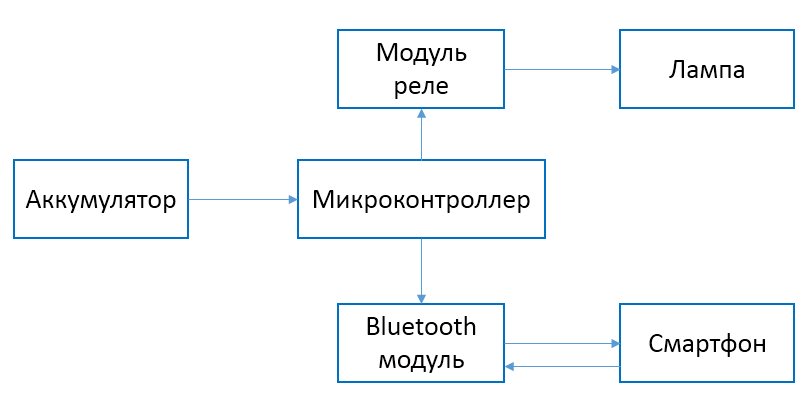 Модуль
реле
Лампа
Аккумулятор
Микроконтроллер
Bluetooth
модуль
Смартфон